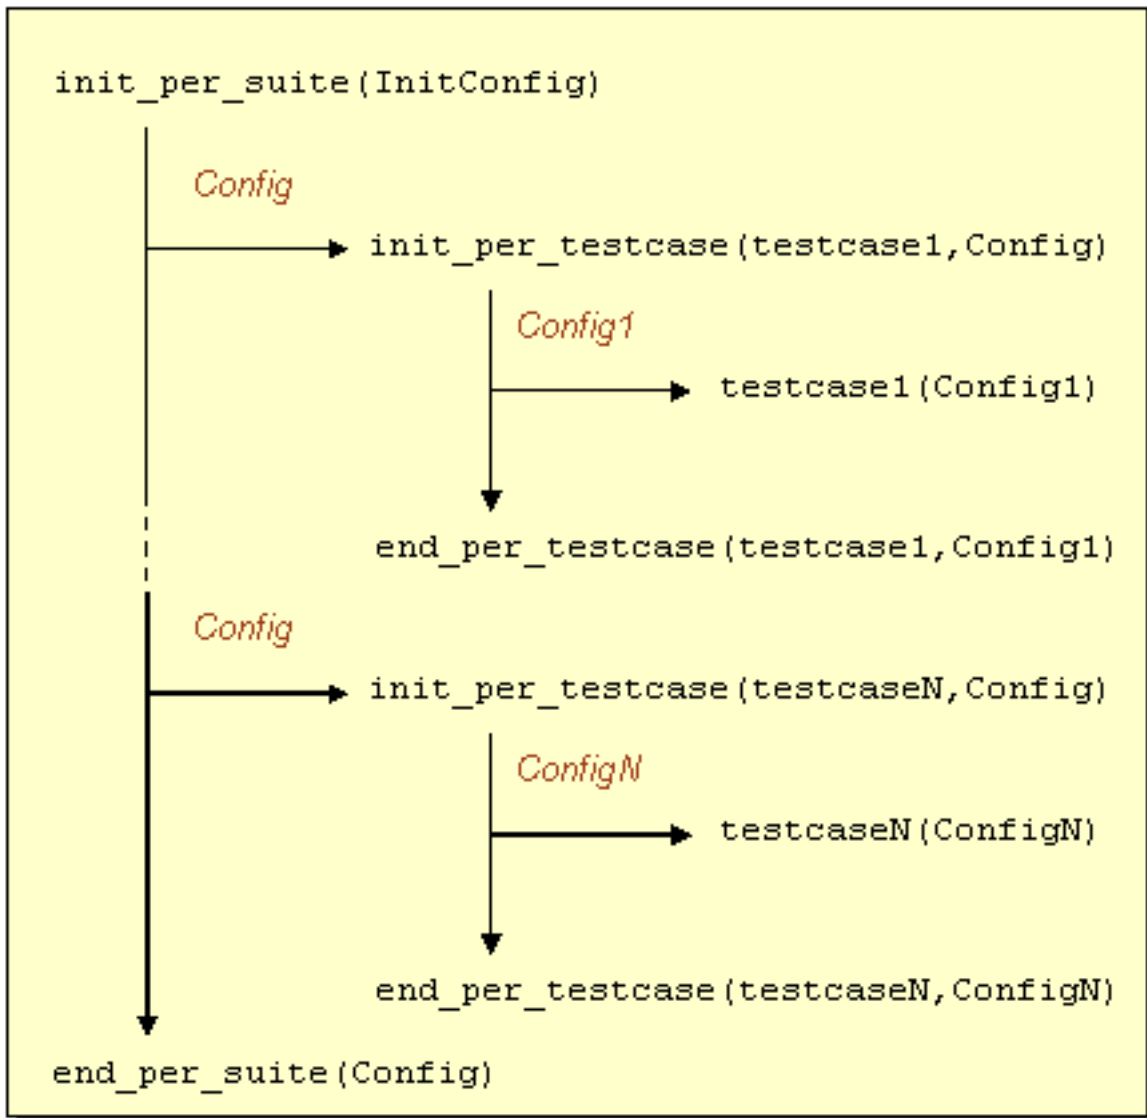 init_per_suite(InitConfig)
Config
init_per_testcase(testcase1,Config)
Config1
testcase1(Config1)
end_per_testcase(testcase1,Config1)
Config
init_per_testcase(testcaseN,Config)
ConfigN
testcaseN(ConfigN)
end_per_testcase(testcaseN,ConfigN)
end_per_suite(Config)